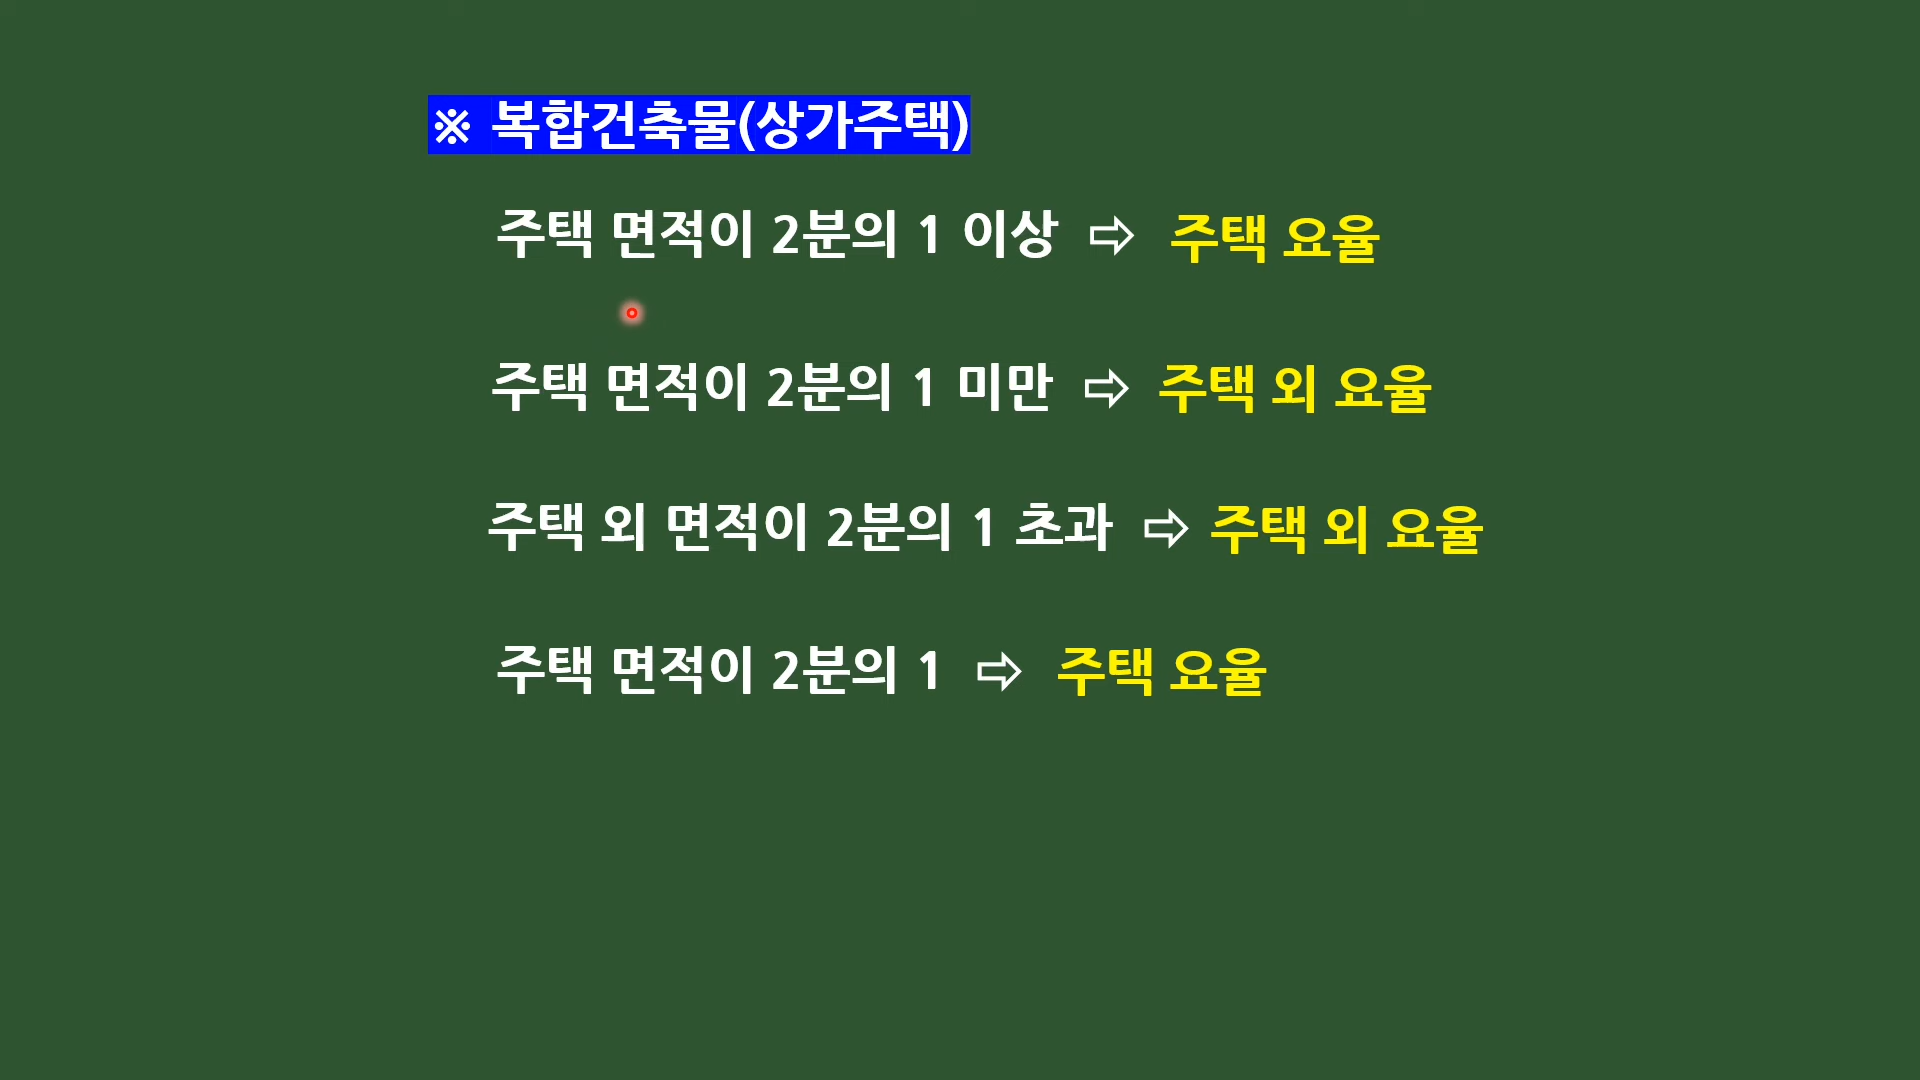 ※ 복합건축물(상가주택)
주택 면적이 2분의 1 이상 ⇨ 주택 요율
주택 면적이 2분의 1 미만 ⇨ 주택 외 요율
주택 외 면적이 2분의 1 초과 ⇨ 주택 외 요율
주택 면적이 2분의 1 ⇨ 주택 요율